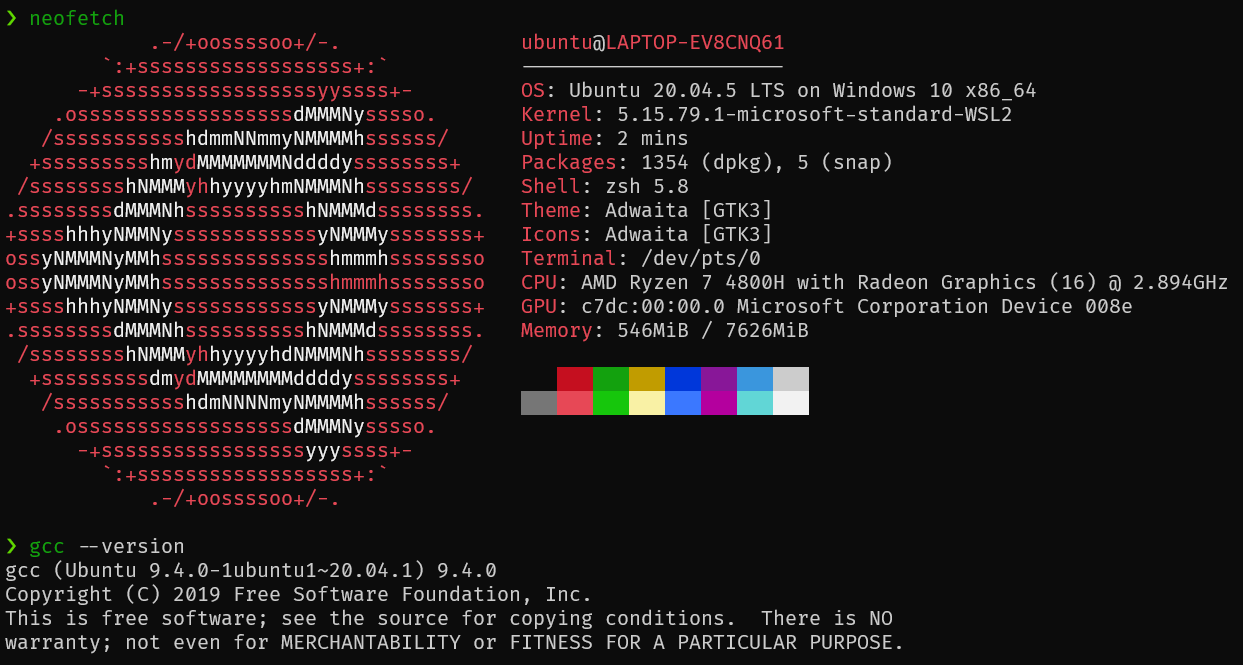 ❯ neofetch
            .-/+oossssoo+/-.               ubuntu@LAPTOP-EV8CNQ61
        `:+ssssssssssssssssss+:`           ----------------------
      -+ssssssssssssssssssyyssss+-         OS: Ubuntu 20.04.5 LTS on Windows 10 x86_64
    .ossssssssssssssssssdMMMNysssso.       Kernel: 5.15.79.1-microsoft-standard-WSL2
   /ssssssssssshdmmNNmmyNMMMMhssssss/      Uptime: 2 mins
  +ssssssssshmydMMMMMMMNddddyssssssss+     Packages: 1354 (dpkg), 5 (snap)
 /sssssssshNMMMyhhyyyyhmNMMMNhssssssss/    Shell: zsh 5.8
.ssssssssdMMMNhsssssssssshNMMMdssssssss.   Theme: Adwaita [GTK3]
+sssshhhyNMMNyssssssssssssyNMMMysssssss+   Icons: Adwaita [GTK3]
ossyNMMMNyMMhsssssssssssssshmmmhssssssso   Terminal: /dev/pts/0
ossyNMMMNyMMhsssssssssssssshmmmhssssssso   CPU: AMD Ryzen 7 4800H with Radeon Graphics (16) @ 2.894GHz
+sssshhhyNMMNyssssssssssssyNMMMysssssss+   GPU: c7dc:00:00.0 Microsoft Corporation Device 008e
.ssssssssdMMMNhsssssssssshNMMMdssssssss.   Memory: 546MiB / 7626MiB
 /sssssssshNMMMyhhyyyyhdNMMMNhssssssss/
  +sssssssssdmydMMMMMMMMddddyssssssss+
   /ssssssssssshdmNNNNmyNMMMMhssssss/
    .ossssssssssssssssssdMMMNysssso.
      -+sssssssssssssssssyyyssss+-
        `:+ssssssssssssssssss+:`
            .-/+oossssoo+/-.
❯ gcc --version
gcc (Ubuntu 9.4.0-1ubuntu1~20.04.1) 9.4.0
Copyright (C) 2019 Free Software Foundation, Inc.
This is free software; see the source for copying conditions.  There is NO
warranty; not even for MERCHANTABILITY or FITNESS FOR A PARTICULAR PURPOSE.